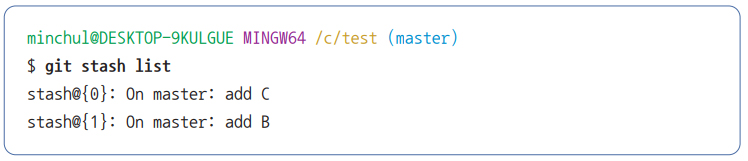 minchul@DESKTOP-9KULGUE MINGW64 /c/test (master)
$ git stash list
stash@{0}: On master: add C
stash@{1}: On master: add B